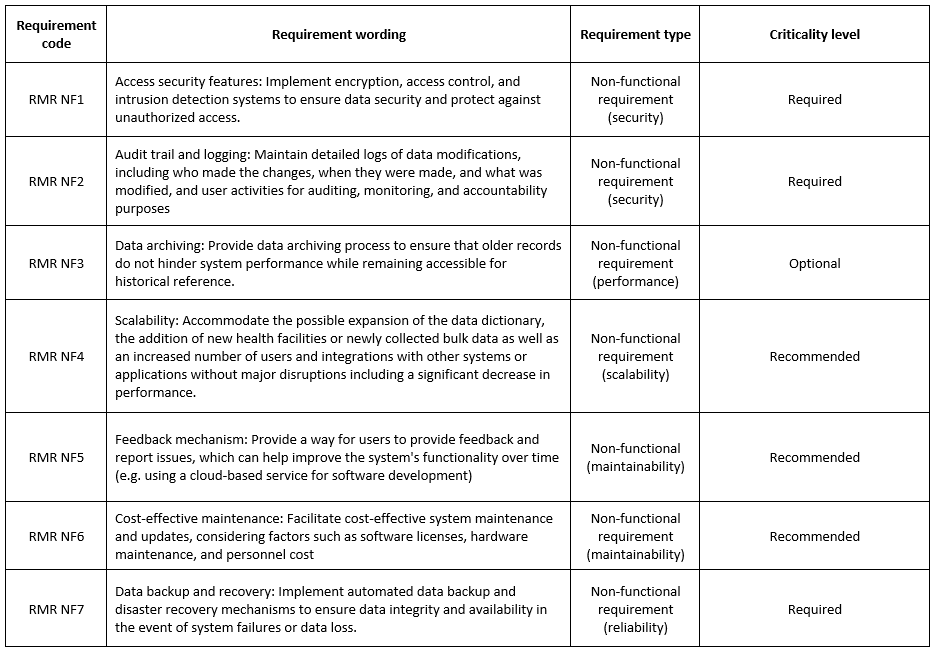 Requirement
code
Requirement wording
Requirement type
Criticality level
RMR NF1
Access security features: Implement encryption, access control, and
intrusion detection systems to ensure data security and protect against
unauthorized access.
Non-functional
requirement
(security)
Required
RMR NF2
Audit trail and logging: Maintain detailed logs of data modifications,
including who made the changes, when they were made, and what was
modified, and user activities for auditing, monitoring, and accountability
purposes
Non-functional
requirement
(security)
Required
RMR NF3
Data archiving: Provide data archiving process to ensure that older records
do not hinder system performance while remaining accessible for
historical reference.
Non-functional
requirement
(performance)
Optional
RMR NF4
Scalability: Accommodate the possible expansion of the data dictionary,
the addition of new health facilities or newly collected bulk data as well as
an increased number of users and integrations with other systems or
applications without major disruptions including a significant decrease in
performance.
Non-functional
requirement
(scalability)
Recommended
RMR NF5
Feedback mechanism: Provide a way for users to provide feedback and
report issues, which can help improve the system's functionality over time
(e.g. using a cloud-based service for software development)
Non-functional
(maintainability)
Recommended
RMR NF6
Cost-effective maintenance: Facilitate cost-effective system maintenance
and updates, considering factors such as software licenses, hardware
maintenance, and personnel cost
Non-functional
requirement
(maintainability)
Recommended
RMR NF7
Data backup and recovery: Implement automated data backup and
disaster recovery mechanisms to ensure data integrity and availability in
the event of system failures or data loss.
Non-functional
requirement
(reliability)
Required